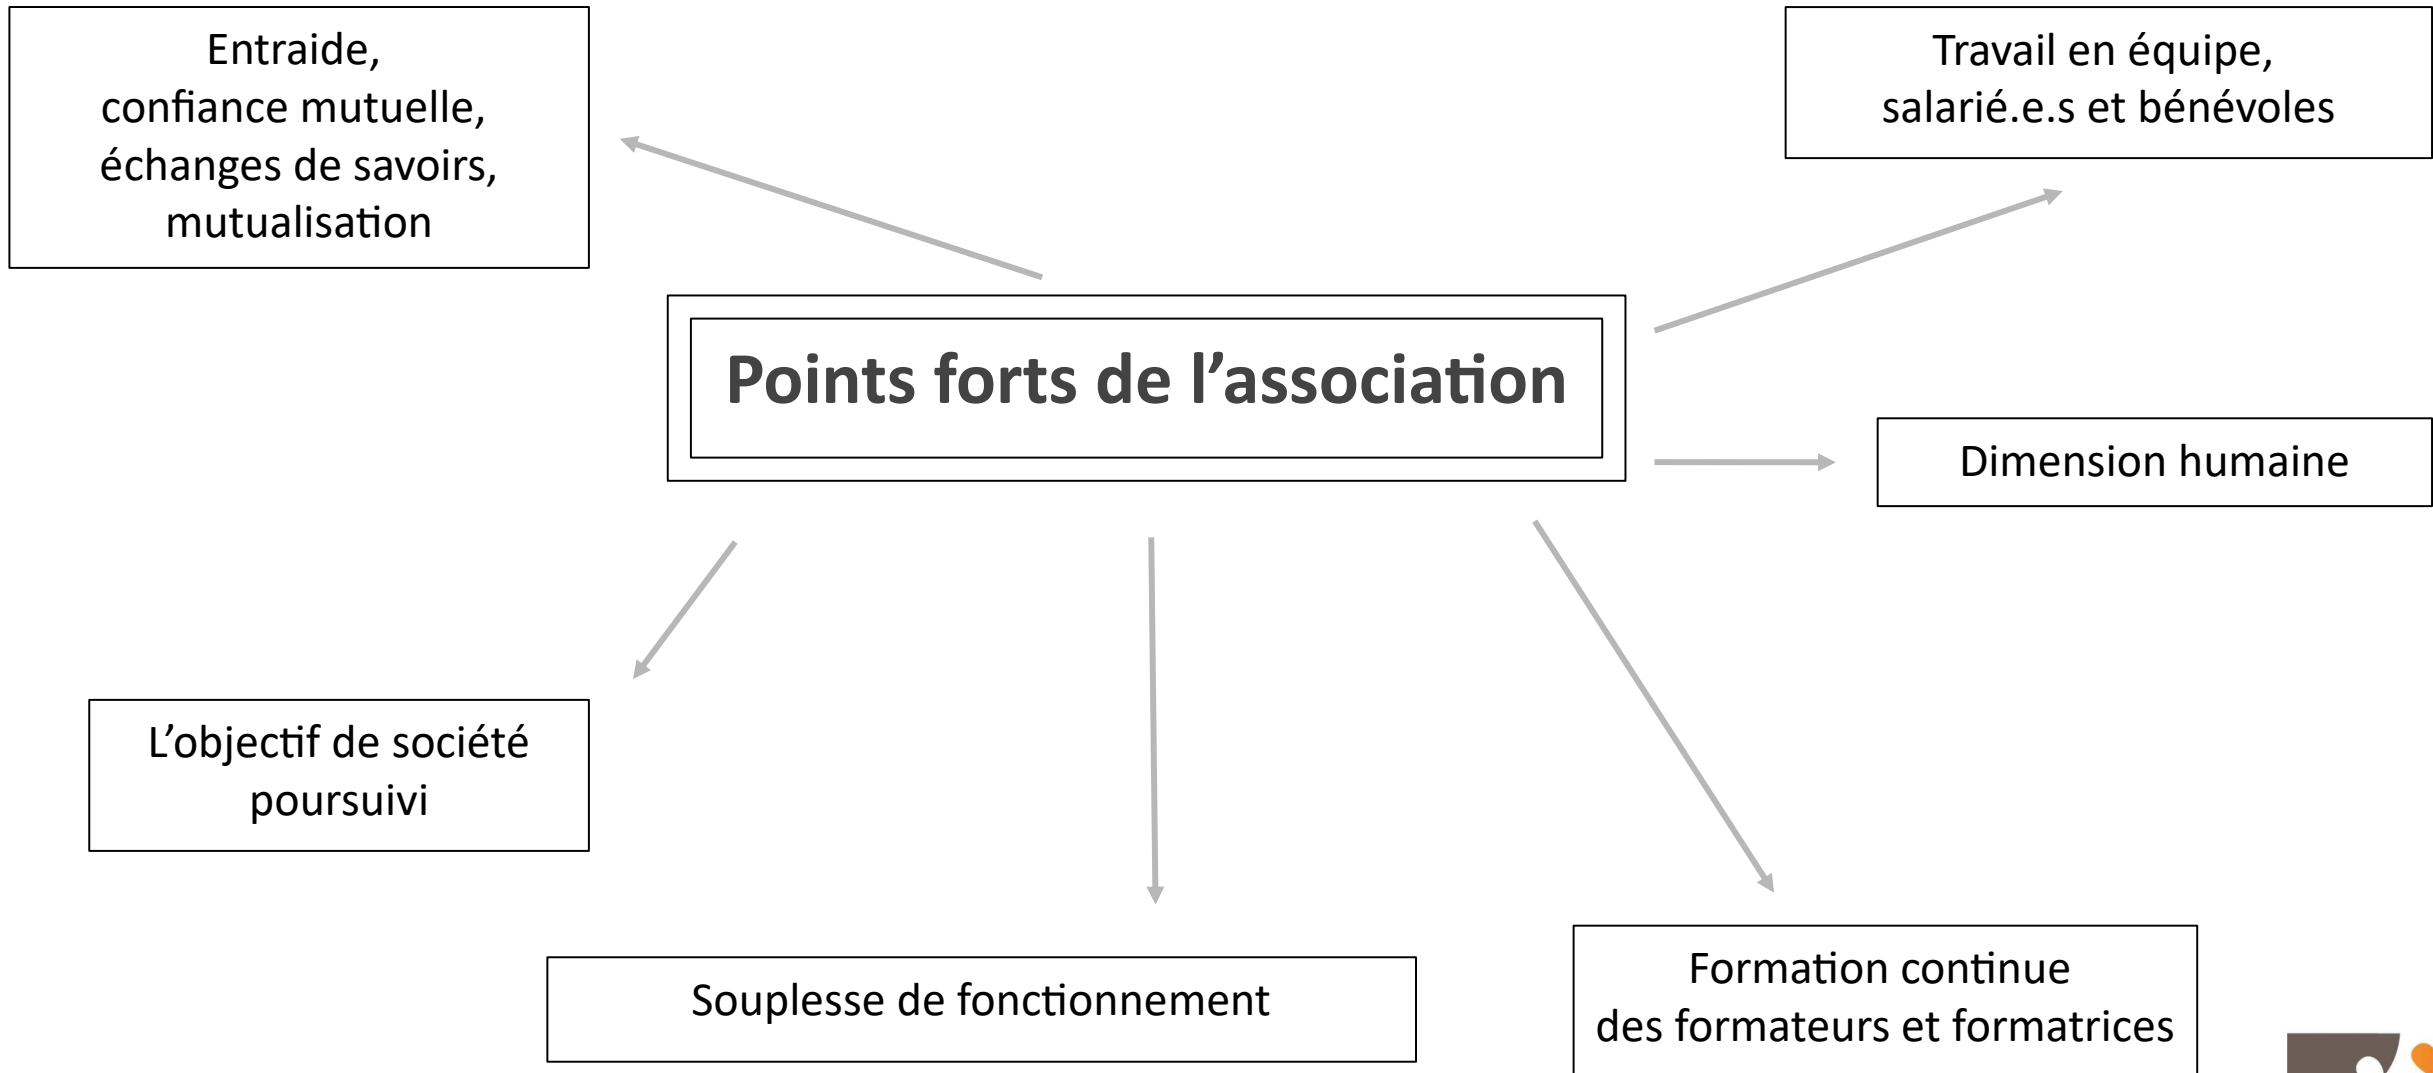 Entraide,
confiance mutuelle,
échanges de savoirs,
mutualisation
Travail en équipe,
salarié.e.s et bénévoles
Points forts de l’association
Dimension humaine
L’objectif de société
poursuivi
Souplesse de fonctionnement
Formation continue
des formateurs et formatrices